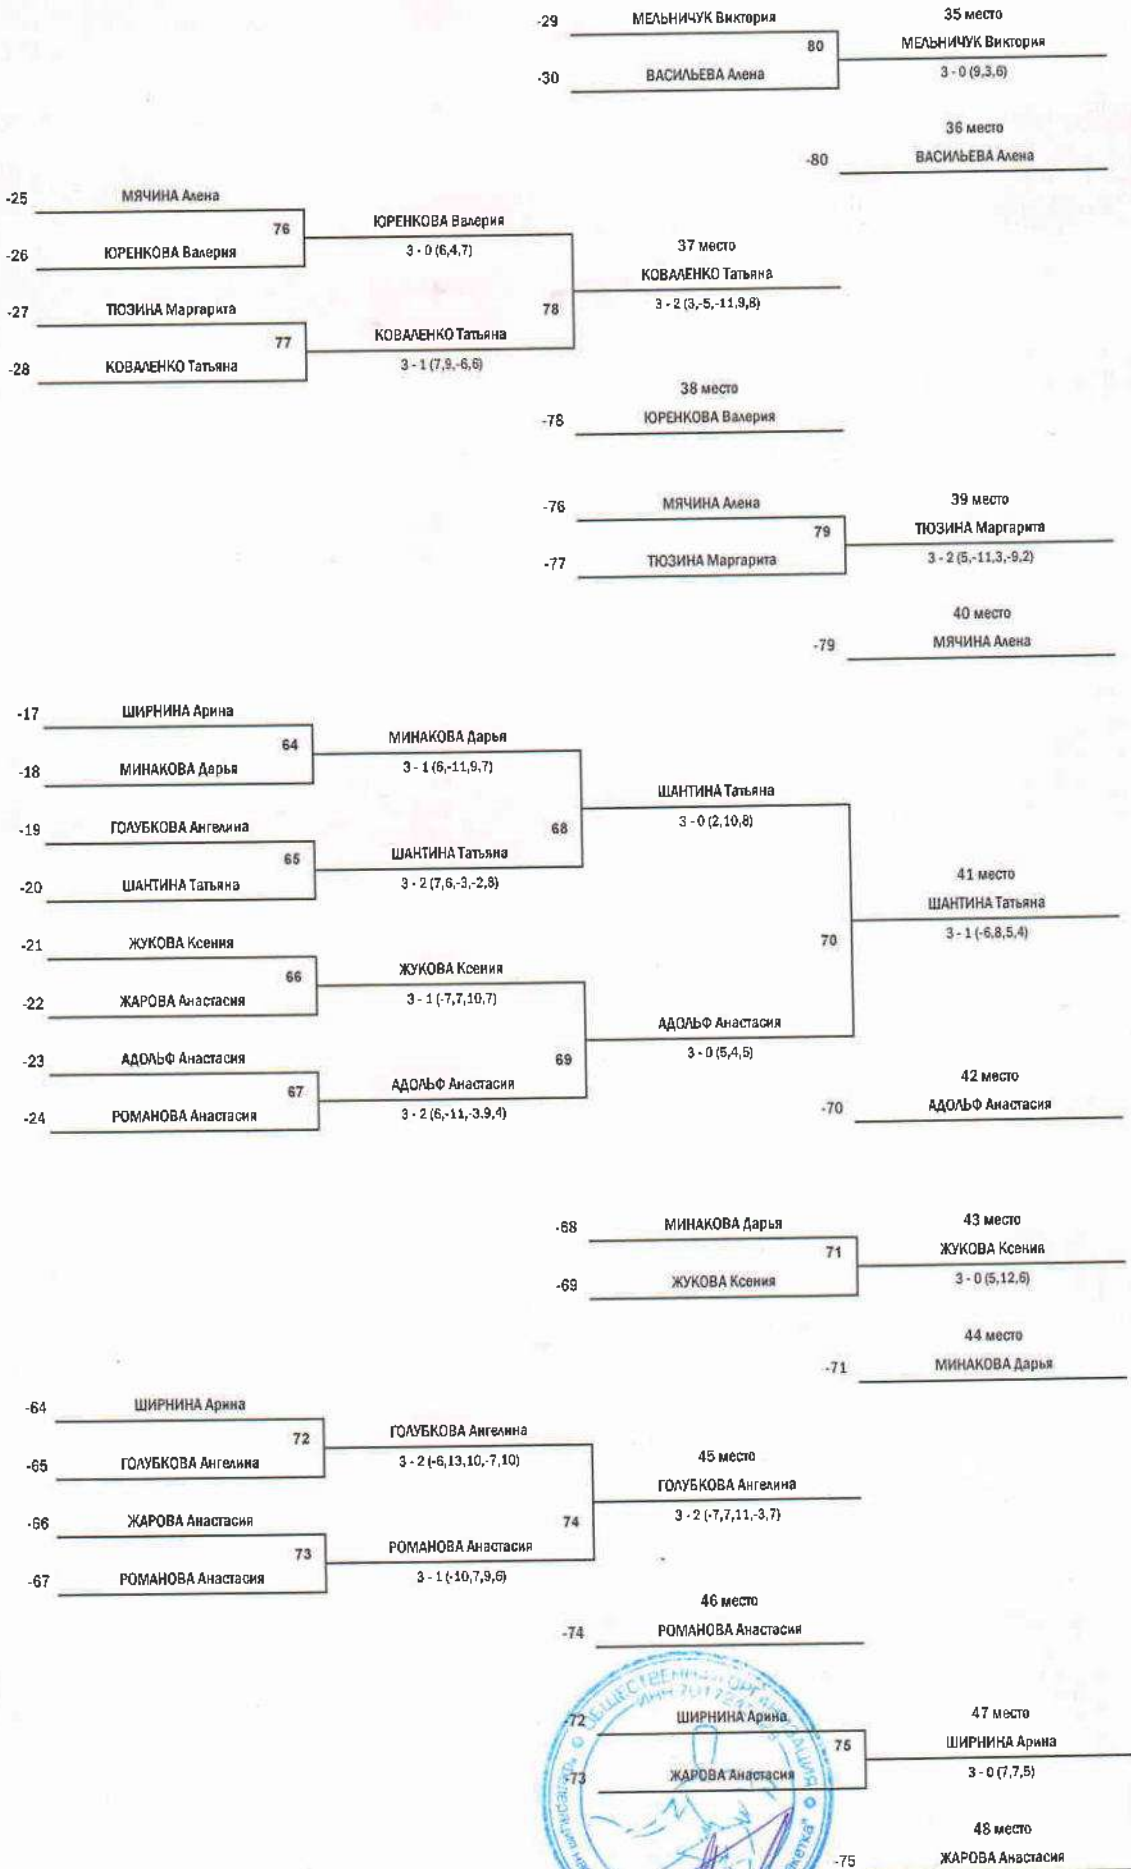 -29 МЕЛЬНИЧУК Виктория
35 место
80
МЕЛЬНИЧУК Виктория
-30 ВАСИЛЬЕВА Алена
3 - 0 (9,3,6)
36 место
-80 ВАСИЛЬЕВА Алена
-25 МЯЧИНА Алена
76
ЮРЕНКОВА Валерия
-26 ЮРЕНКОВА Валерия
3 - 0 (6,4,7)
37 место
КОВАЛЕНКО Татьяна
-27 ТЮЗИНА Маргарита
78
3 - 2 (3,-5,-11,9,8)
77
КОВАЛЕНКО Татьяна
-28 КОВАЛЕНКО Татьяна
3 - 1 (7,9,-6,6)
38 место
-78 ЮРЕНКОВА Валерия
-76 МЯЧИНА Алена
39 место
79
ТЮЗИНА Маргарита
-77 ТЮЗИНА Маргарита
3 - 2 (5,-11,3,-9,2)
40 место
-79 МЯЧИНА Алена
-17 ШИРНИНА Арина
64
МИНАКОВА Дарья
-18 МИНАКОВА Дарья
3 - 1 (6,-11,9,7)
ШАНТИНА Татьяна
-19 ГОЛУБКОВА Ангелина
68
3 - 0 (2,10,8)
65
ШАНТИНА Татьяна
-20 ШАНТИНА Татьяна
3 - 2 (7,6,-3,-2,8)
41 место
ШАНТИНА Татьяна
-21 ЖУКОВА Ксения
70
3 - 1 (-6,8,5,4)
66
ЖУКОВА Ксения
-22 ЖАРОВА Анастасия
3 - 1 (-7,7,10,7)
АДОЛЬФ Анастасия
-23 АДОЛЬФ Анастасия
69
3 - 0 (5,4,5)
67
АДОЛЬФ Анастасия
42 место
-24 РОМАНОВА Анастасия
3 - 2 (6,-11,-3,9,4)
-70 АДОЛЬФ Анастасия
-68 МИНАКОВА Дарья
43 место
71
ЖУКОВА Ксения
-69 ЖУКОВА Ксения
3 - 0 (5,12,6)
44 место
-71 МИНАКОВА Дарья
-64 ШИРНИНА Арина
72
ГОЛУБКОВА Ангелина
-65 ГОЛУБКОВА Ангелина
3 - 2 (-6,13,10,-7,10)
45 место
ГОЛУБКОВА Ангелина
-66 ЖАРОВА Анастасия
74
3 - 2 (-7,7,11,-3,7)
73
РОМАНОВА Анастасия
-67 РОМАНОВА Анастасия
3 - 1 (-10,7,9,6)
46 место
-74 РОМАНОВА Анастасия
ОБЩЕСТВЕННАЯ ОРГАНИЗАЦИЯ
-72 ШИРНИНА Арина
47 место
75
ШИРНИНА Арина
-73 ЖАРОВА Анастасия
3 - 0 (7,7,5)
48 место
-75 ЖАРОВА Анастасия